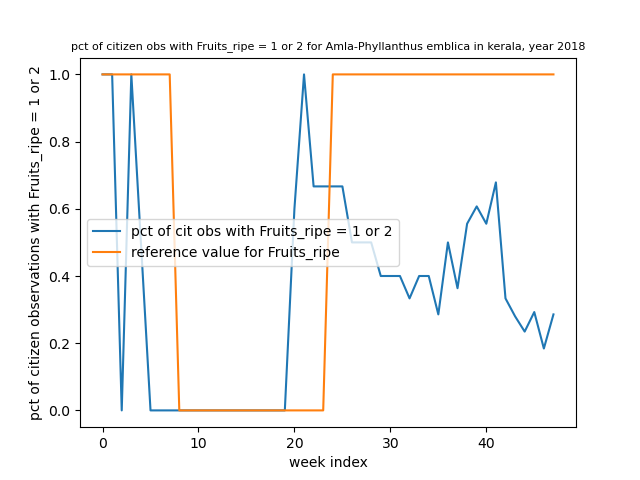 pct of citizen obs with Fruits_ripe = 1 or 2 for Amla-Phyllanthus emblica in kerala, year 2018
pct of citizen observations with Fruits_ripe = 1 or 2
1.0
0.8
0.6
0.4
0.2
0.0
pct of cit obs with Fruits_ripe = 1 or 2
reference value for Fruits_ripe
0
10
20
30
40
week index